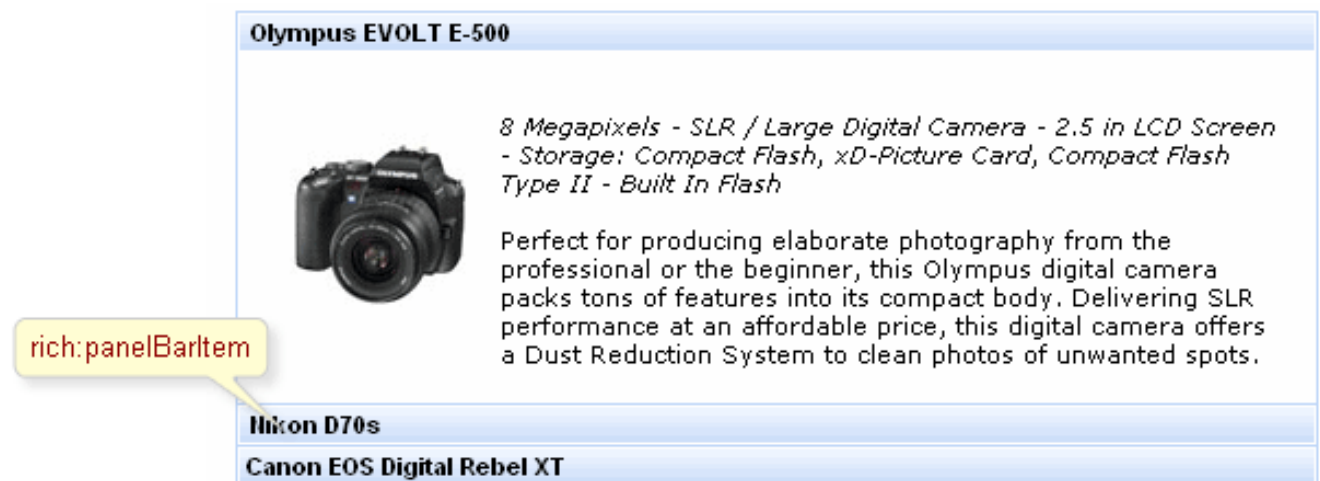 Olympus EVOLT E-500
8 Megapixels - SLR / Large Digital Camera - 2.5 in LCD Screen
- Storage: Compact Flash, xD-Picture Card, Compact Flash
Type II - Built In Flash
OLYMPUS
Perfect for producing elaborate photography from the
professional or the beginner, this Olympus digital camera
packs tons of features into its compact body. Delivering SLR
performance at an affordable price, this digital camera offers
a Dust Reduction System to clean photos of unwanted spots.
rich:panelBarItem
Nikon D70s
Canon EOS Digital Rebel XT